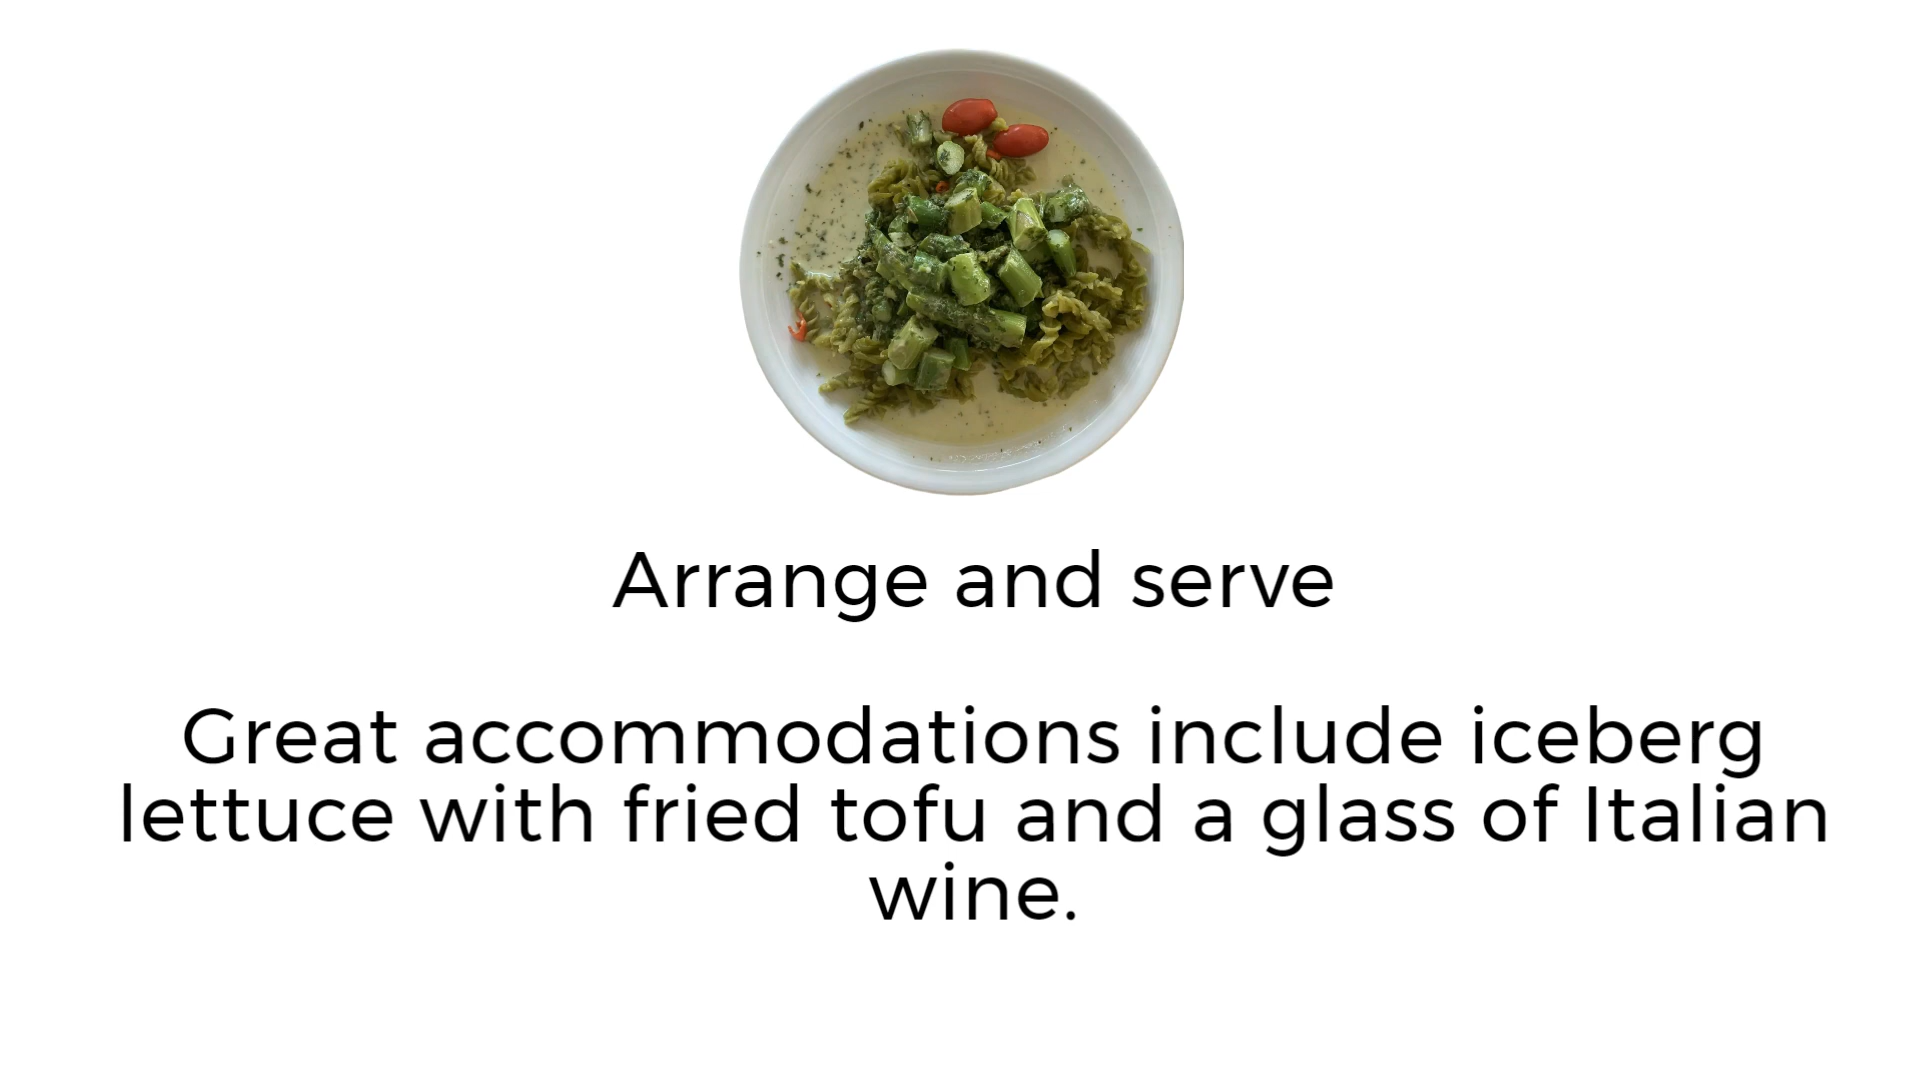 Arrange and serve
Great accommodations include iceberg
lettuce with fried tofu and a glass of Italian
wine.